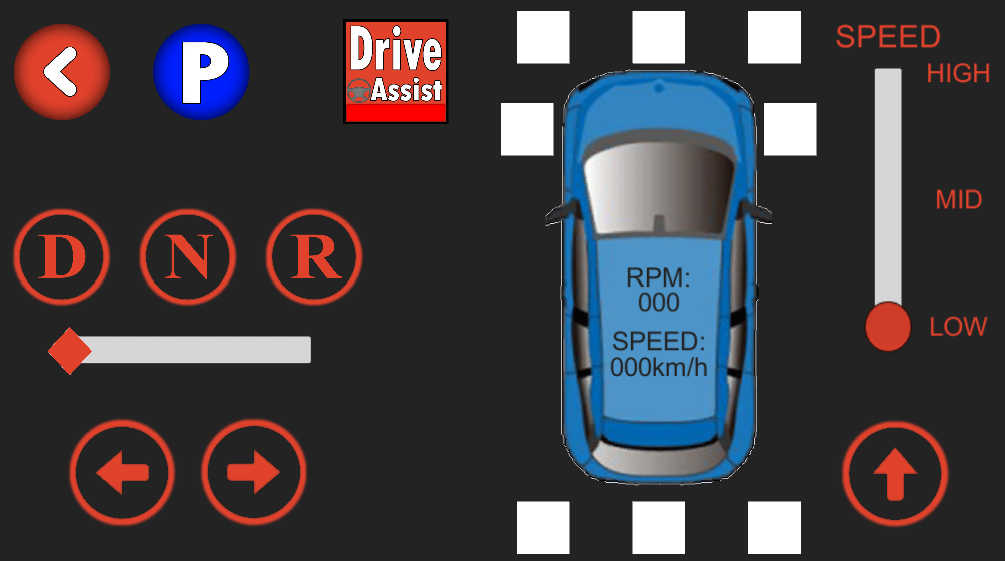 P
Drive
Assist
SPEED
HIGH
MID
LOW
D N R
RPM:
000
SPEED:
000km/h